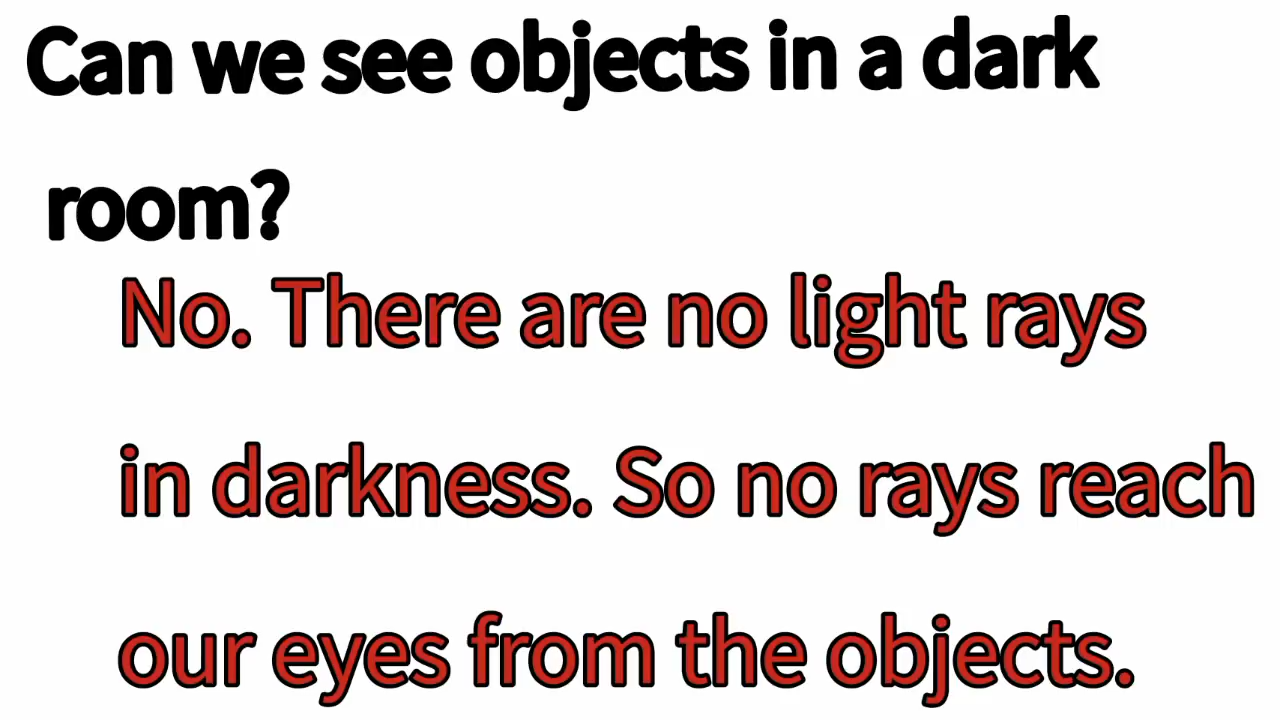 Can we see objects in a dark
room?
No. There are no light rays
in darkness. So no rays reach
our eyes from the objects.